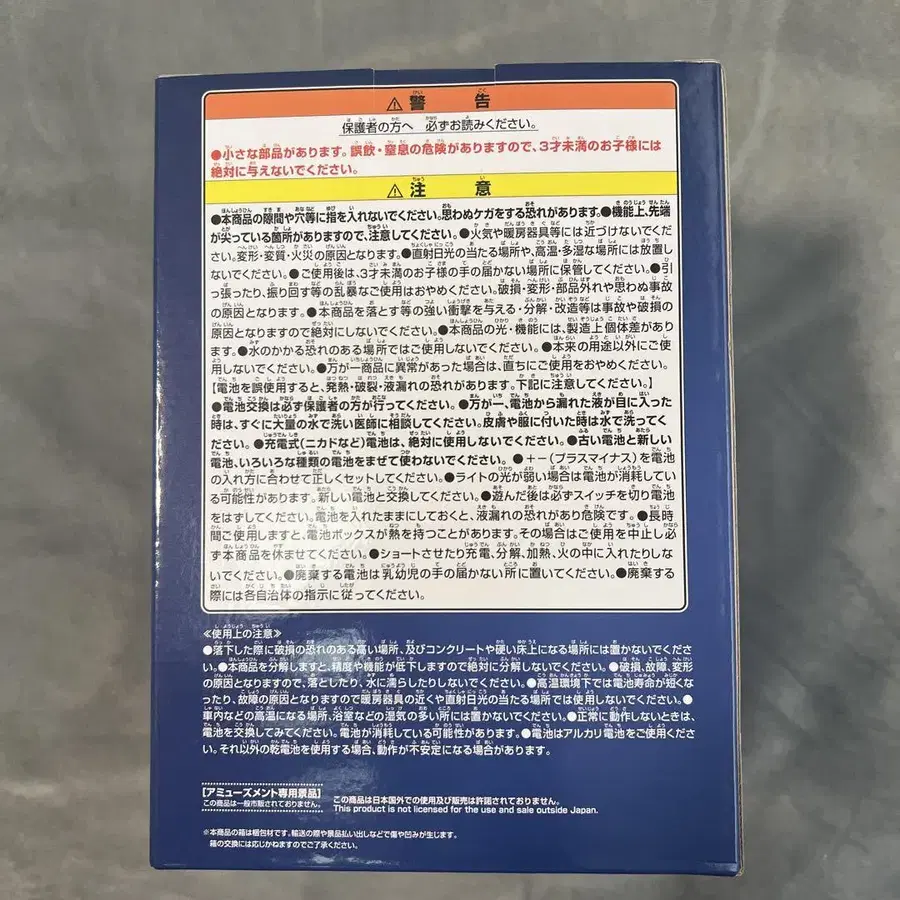 ⚠警告
保護者の方へ 必ずお読みください。
●小さな部品があります。誤飲・窒息の危険がありますので、3才未満のお子様には
絶対に与えないでください。
⚠注意
●本商品の隙間や穴等に指を入れないでください。思わぬケガをする恐れがあります。●機能上、先端
が尖っている箇所がありますので、注意してください。●火気や暖房器具等には近づけないでくだ
さい。変形・変質・火災の原因となります。●直射日光の当たる場所や、高温・多湿な場所には放置し
ないでください。●ご使用後は、3才未満のお子様の手の届かない場所に保管してください。●引
っ張ったり、振り回す等の乱暴なご使用はおやめください。破損・変形・部品外れや思わぬ事故
の原因となります。●本商品を落とす等の強い衝撃を与える・分解・改造等は事故や破損の
原因となりますので絶対にしないでください。●本商品の光・機能には、製造上個体差があり
ます。●水のかかる恐れのある場所ではご使用しないでください。●本来の用途以外にご使
用しないでください。●万が一商品に異常があった場合は、直ちにご使用をおやめください。
【電池を誤使用すると、発熱・破裂・液漏れの恐れがあります。下記に注意してください。】
●電池交換は必ず保護者の方が行ってください。●万が一、電池から漏れた液が目に入った
時は、すぐに大量の水で洗い医師に相談してください。皮膚や服に付いた時は水で洗ってく
ださい。●充電式(ニカドなど)電池は、絶対に使用しないでください。●古い電池と新しい
電池、いろいろな種類の電池をまぜて使わないでください。●+-(プラスマイナス)を電池
の入れ方に合わせて正しくセットしてください。●ライトの光が弱い場合は電池が消耗してい
る可能性があります。新しい電池と交換してください。●遊んだ後は必ずスイッチを切り電池
をはずしてください。電池を入れたままにしておくと、液漏れの恐れがあり危険です。●長時
間ご使用しますと、電池ボックスが熱を持つことがあります。その場合はご使用を中止し必
ず本商品を休ませてください。●ショートさせたり充電、分解、加熱、火の中に入れたりしな
いでください。●廃棄する電池は乳幼児の手の届かない所に置いてください。●廃棄する
際には各自治体の指示に従ってください。
≪使用上の注意≫
●落下した際に破損の恐れのある高い場所、及びコンクリートや硬い床上になる場所には置かないでくだ
さい。●本商品を分解しますと、精度や機能が低下しますので絶対に分解しないでください。●破損、故障、変形
の原因となりますので、落としたり、水に濡らしたりしないでください。●高温環境下では電池寿命が短くな
ったり、故障の原因となりますので暖房器具の近くや直射日光の当たる場所では使用しないでください。●
車内などの高温になる場所、浴室などの湿気の多い所には置かないでください。●正常に動作しないときは、
電池を交換してみてください。電池が消耗している可能性があります。●電池はアルカリ電池をご使用くださ
い。それ以外の乾電池を使用する場合、動作が不安定になる場合があります。
【アミューズメント専用景品】
この商品は一般市販されておりません。
この商品は日本国外での使用及び販売は許諾されておりません。
This product is not licensed for the use and sale outside Japan.
※本商品の箱は梱包材です。輸送の際や景品払い出しなどで傷や凹みが生じます。
箱の交換には応じかねますのでご了承ください。